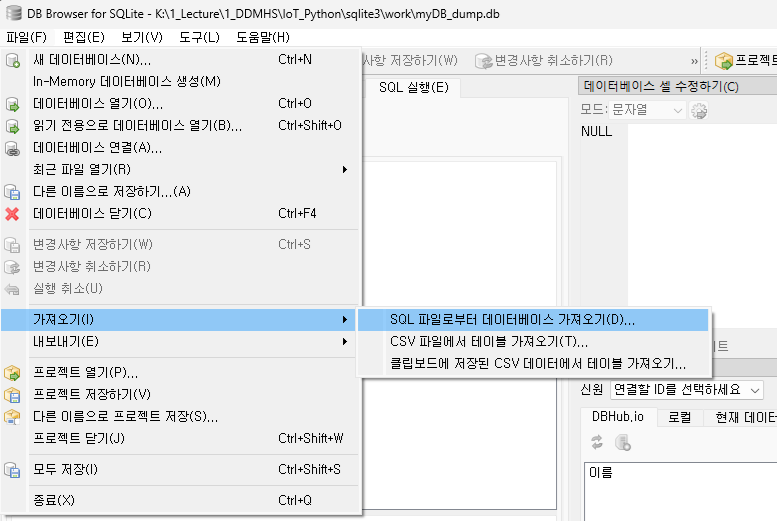 DB Browser for SQLite - K:\1_Lecture\1_DDMHS\IoT_Python\sqlite3\work\myDB_dump.db
파일(F) 편집(E) 보기(V) 도구(L) 도움말(H)
새 데이터베이스(N)... Ctrl+N
사항 저장하기(W) 변경사항 취소하기(R) » 프로젝트
In-Memory 데이터베이스 생성(M)
SQL 실행(E)
데이터베이스 셀 수정하기(C)
데이터베이스 열기(O)... Ctrl+O
모드: 문자열
읽기 전용으로 데이터베이스 열기(B)... Ctrl+Shift+O
NULL
데이터베이스 연결(A)...
최근 파일 열기(R)
다른 이름으로 저장하기...(A)
데이터베이스 닫기(C) Ctrl+F4
변경사항 저장하기(W) Ctrl+S
변경사항 취소하기(R)
실행 취소(U)
가져오기(I)
SQL 파일로부터 데이터베이스 가져오기(D)...
내보내기(E)
CSV 파일에서 테이블 가져오기(T)...
트
클립보드에 저장된 CSV 데이터에서 테이블 가져오기...
프로젝트 열기(P)...
프로젝트 저장하기(V)
신원 연결할 ID를 선택하세요
다른 이름으로 프로젝트 저장(S)...
DBHub.io 로컬 현재 데이터
프로젝트 닫기(J) Ctrl+Shift+W
모두 저장(I) Ctrl+Shift+S
이름
종료(X) Ctrl+Q